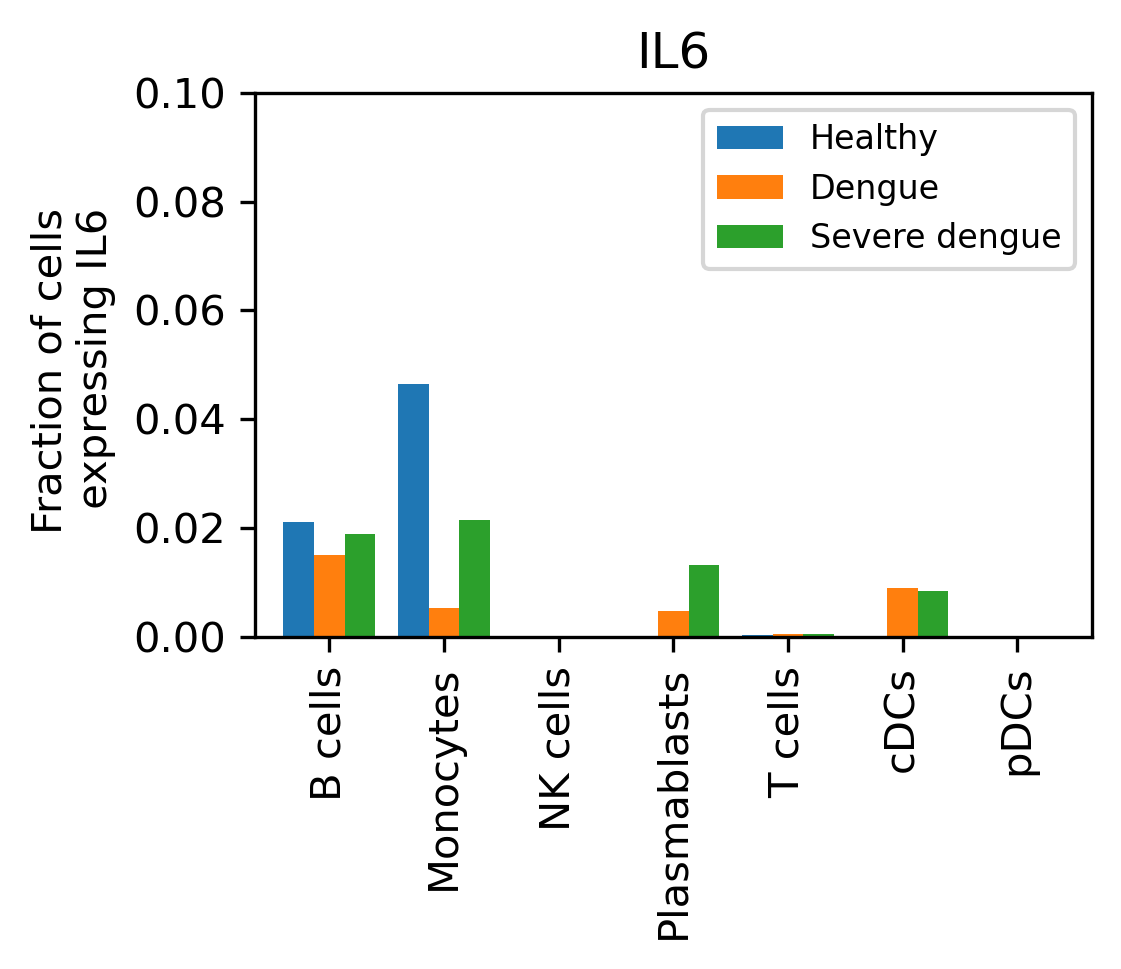 IL6
0.10
0.08
0.06
0.04
0.02
0.00
Fraction of cells
expressing IL6
Healthy
Dengue
Severe dengue
B cells
Monocytes
NK cells
Plasmablasts
T cells
cDCs
pDCs